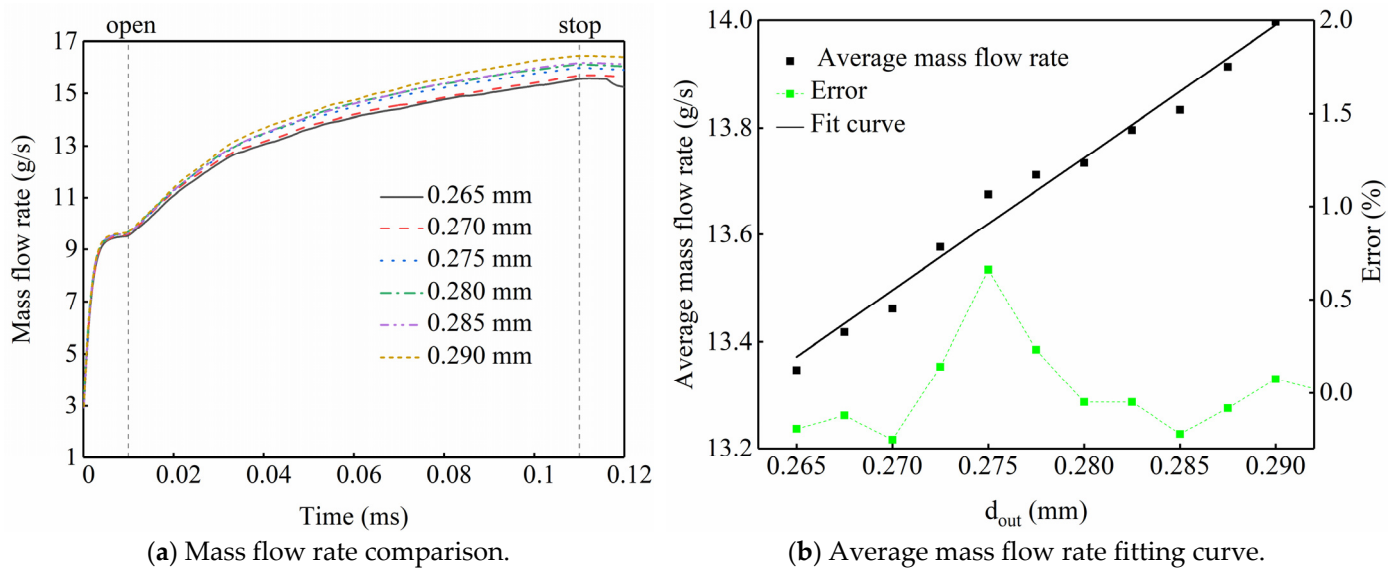 open
stop
17
15
13
11
9
7
5
3
1
Mass flow rate (g/s)
0.265 mm
0.270 mm
0.275 mm
0.280 mm
0.285 mm
0.290 mm
0
0.02
0.04
0.06
0.08
0.1
0.12
Time (ms)
(a) Mass flow rate comparison.
14.0
13.8
13.6
13.4
13.2
Average mass flow rate (g/s)
Average mass flow rate
Error
Fit curve
2.0
1.5
1.0
0.5
0.0
Error (%)
0.265
0.270
0.275
0.280
0.285
0.290
dout (mm)
(b) Average mass flow rate fitting curve.